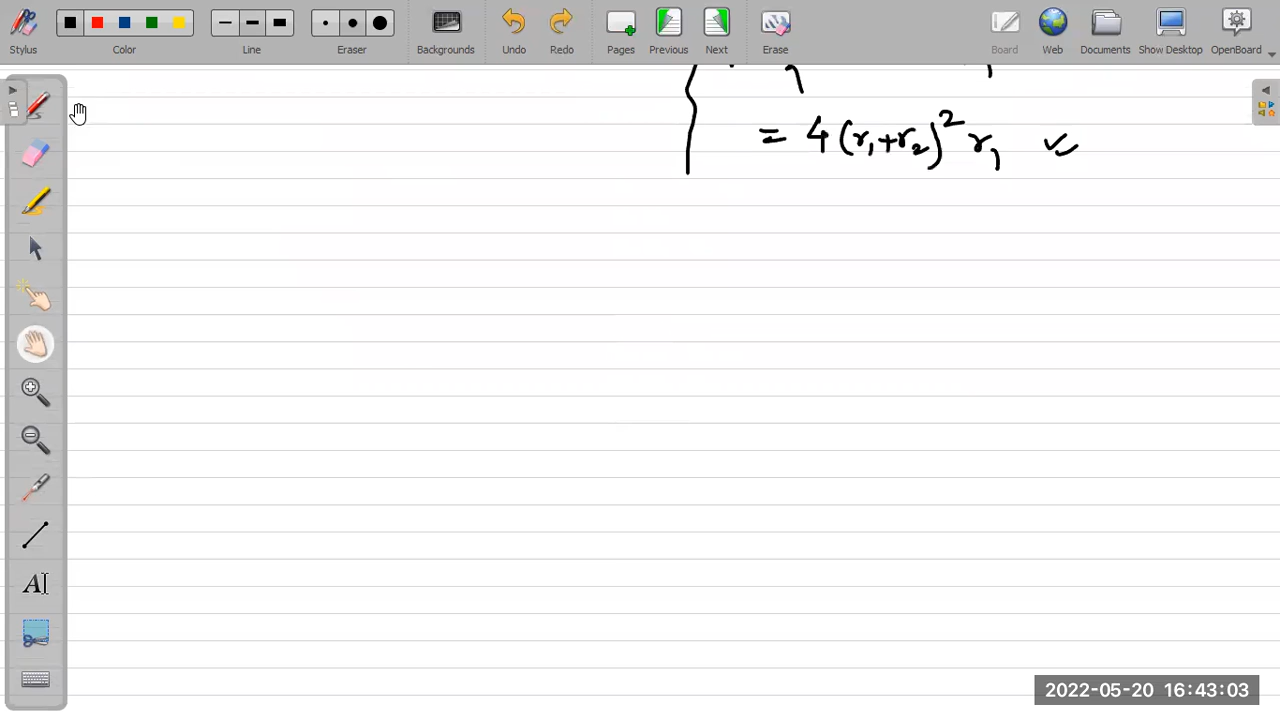 Stylus Color Line Eraser Backgrounds Undo Redo Pages Previous Next Erase Board Web Documents Show Desktop OpenBoard
= 4(r₁+r₂)² r₁
A
2022-05-20 16:43:03